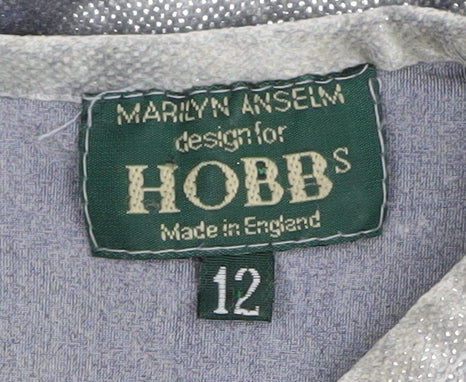 MARILYN ANSELM
design for
HOBBS
Made in England
12